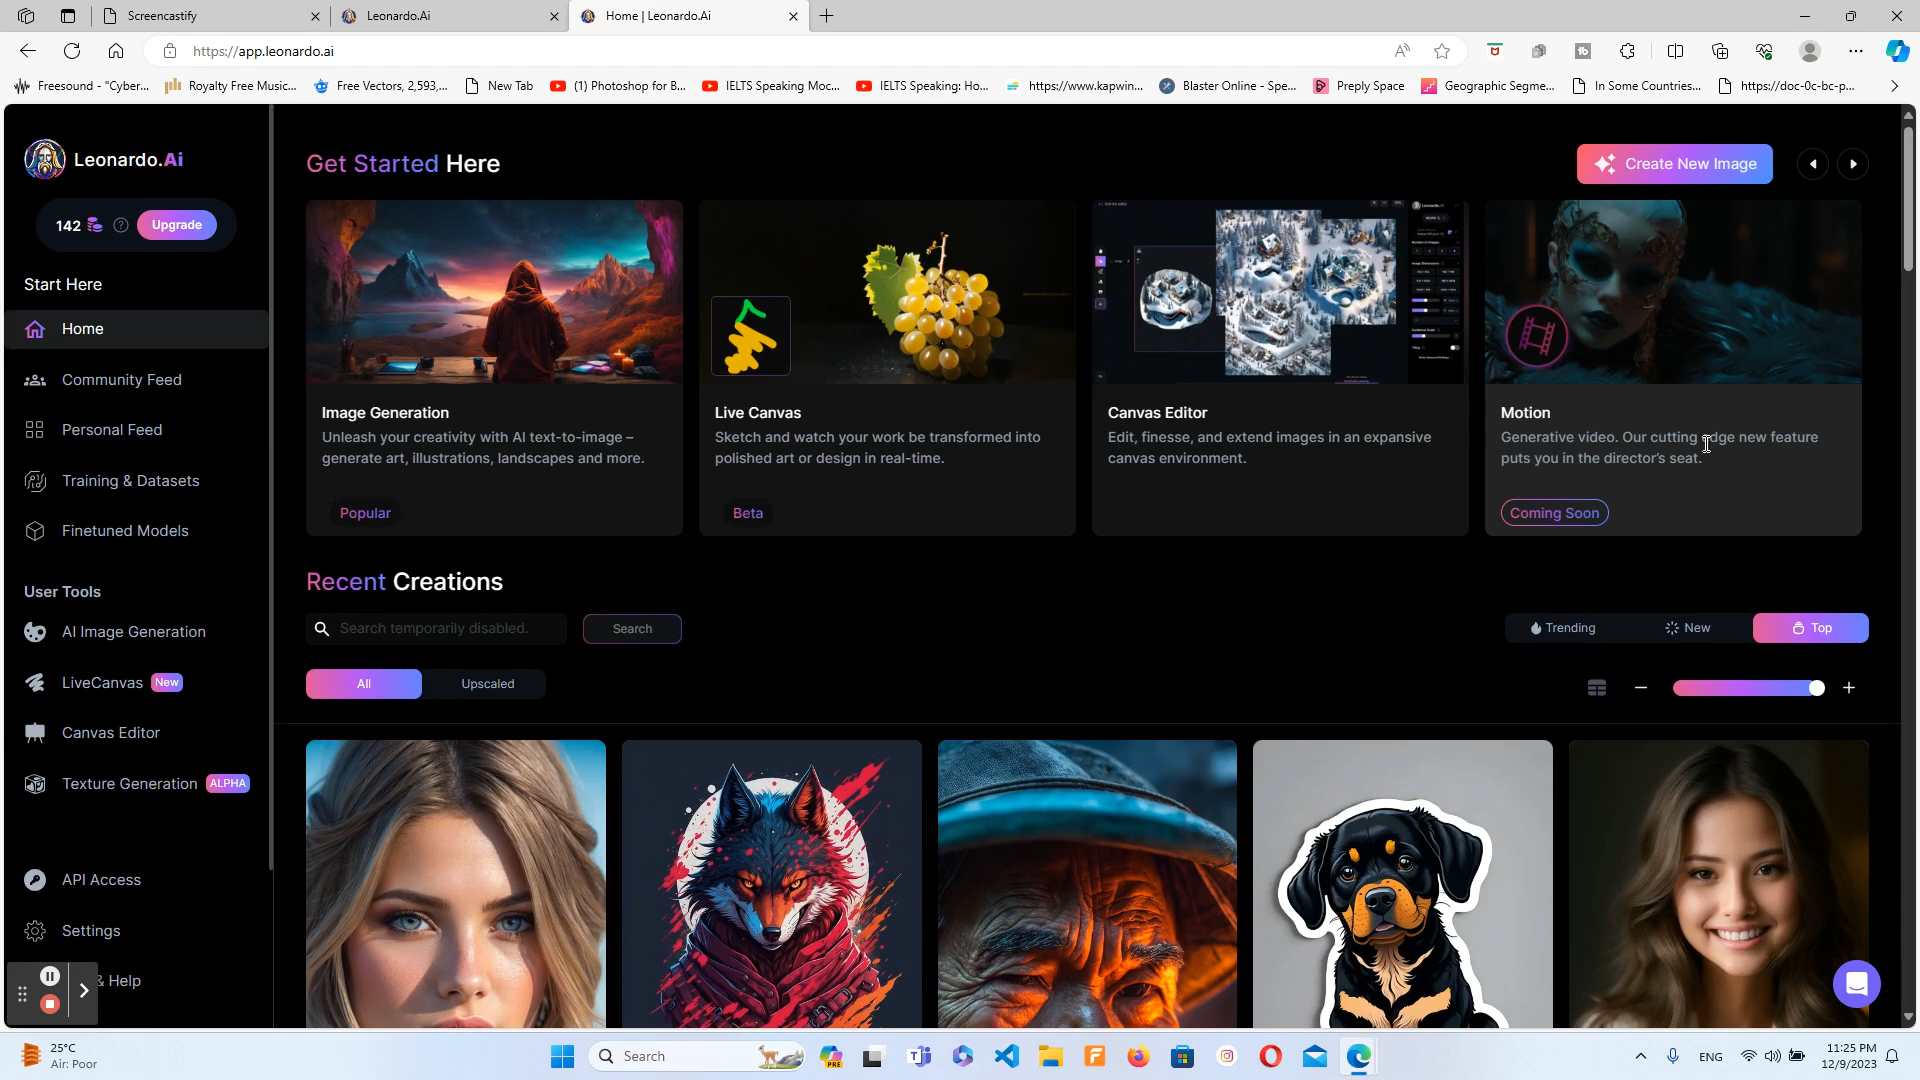 Screencastify
Leonardo.Ai
Home | Leonardo.Ai
https://app.leonardo.ai
Freesound - "Cyber...
Royalty Free Music...
Free Vectors, 2,593,...
New Tab
(1) Photoshop for B...
IELTS Speaking Moc...
IELTS Speaking: Ho...
https://www.kapwin...
Blaster Online - Spe...
Preply Space
Geographic Segme...
In Some Countries...
https://doc-0c-bc-p...
Leonardo.Ai
142
Upgrade
Start Here
Home
Community Feed
Personal Feed
Training & Datasets
Finetuned Models
User Tools
AI Image Generation
LiveCanvas New
Canvas Editor
Texture Generation ALPHA
API Access
Settings
& Help
Get Started Here
Create New Image
Image Generation
Unleash your creativity with AI text-to-image –
generate art, illustrations, landscapes and more.
Popular
Live Canvas
Sketch and watch your work be transformed into
polished art or design in real-time.
Beta
Canvas Editor
Edit, finesse, and extend images in an expansive
canvas environment.
Motion
Generative video. Our cutting edge new feature
puts you in the director's seat.
Coming Soon
Recent Creations
Search temporarily disabled.
Search
Trending
New
Top
All
Upscaled
25°C
Air: Poor
Search
PRE
ENG
11:25 PM
12/9/2023